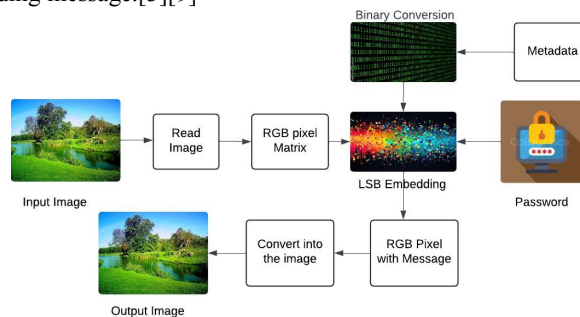 Binary Conversion
Metadata
Read
Image
RGB pixel
Matrix
LSB Embedding
Input Image
Password
Convert into
the image
RGB Pixel
with Message
Output Image